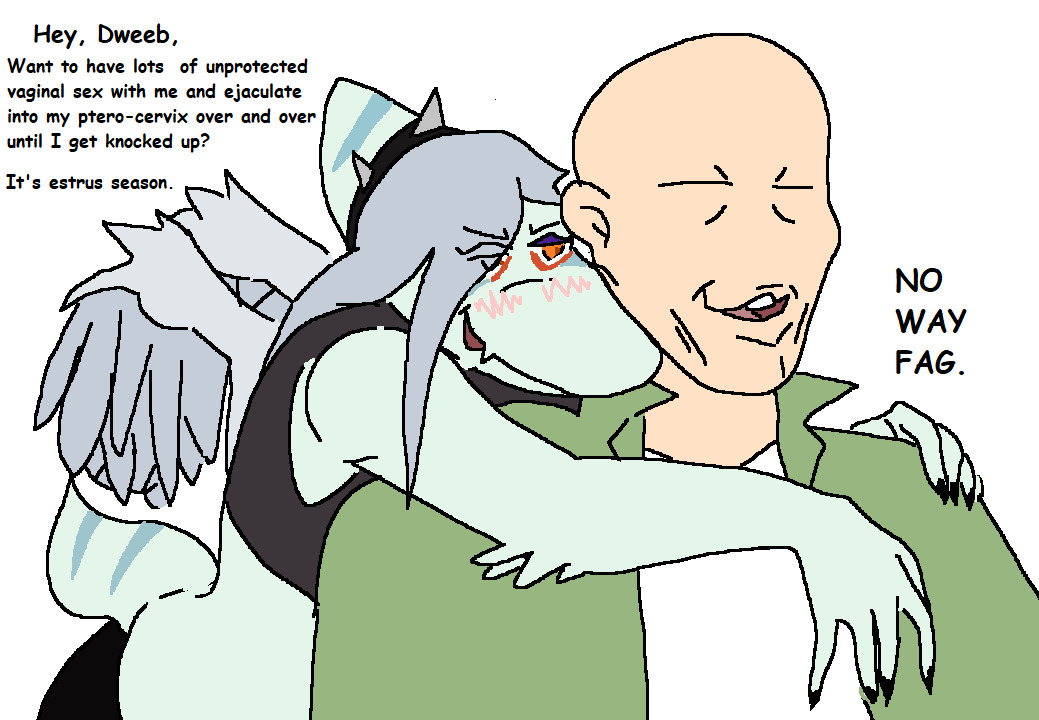 Hey, Dweeb,
Want to have lots of unprotected
vaginal sex with me and ejaculate
into my ptero-cervix over and over
until I get knocked up?
It's estrus season.
NO
WAY
FAG.